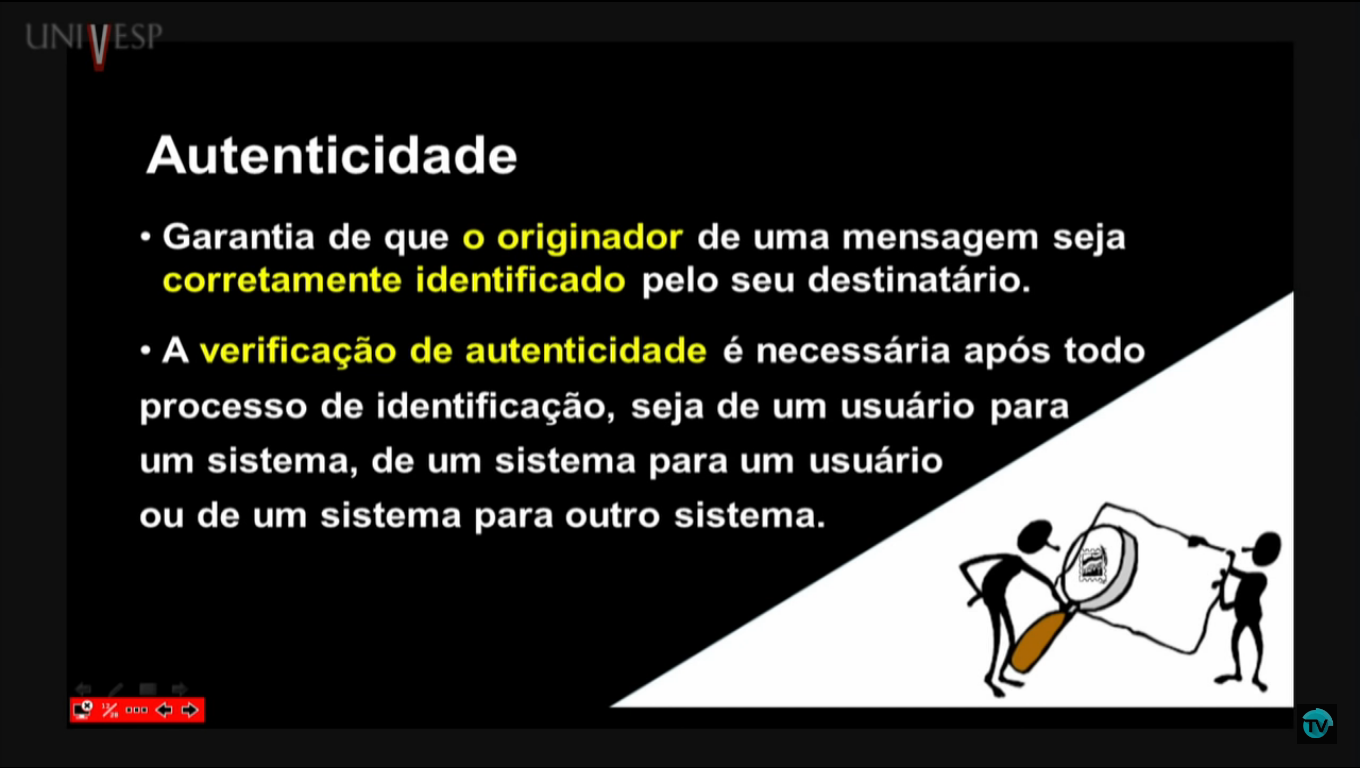 UNIVESP
Autenticidade
• Garantia de que o originador de uma mensagem seja
corretamente identificado pelo seu destinatário.
• A verificação de autenticidade é necessária após todo
processo de identificação, seja de um usuário para
um sistema, de um sistema para um usuário
ou de um sistema para outro sistema.
TV